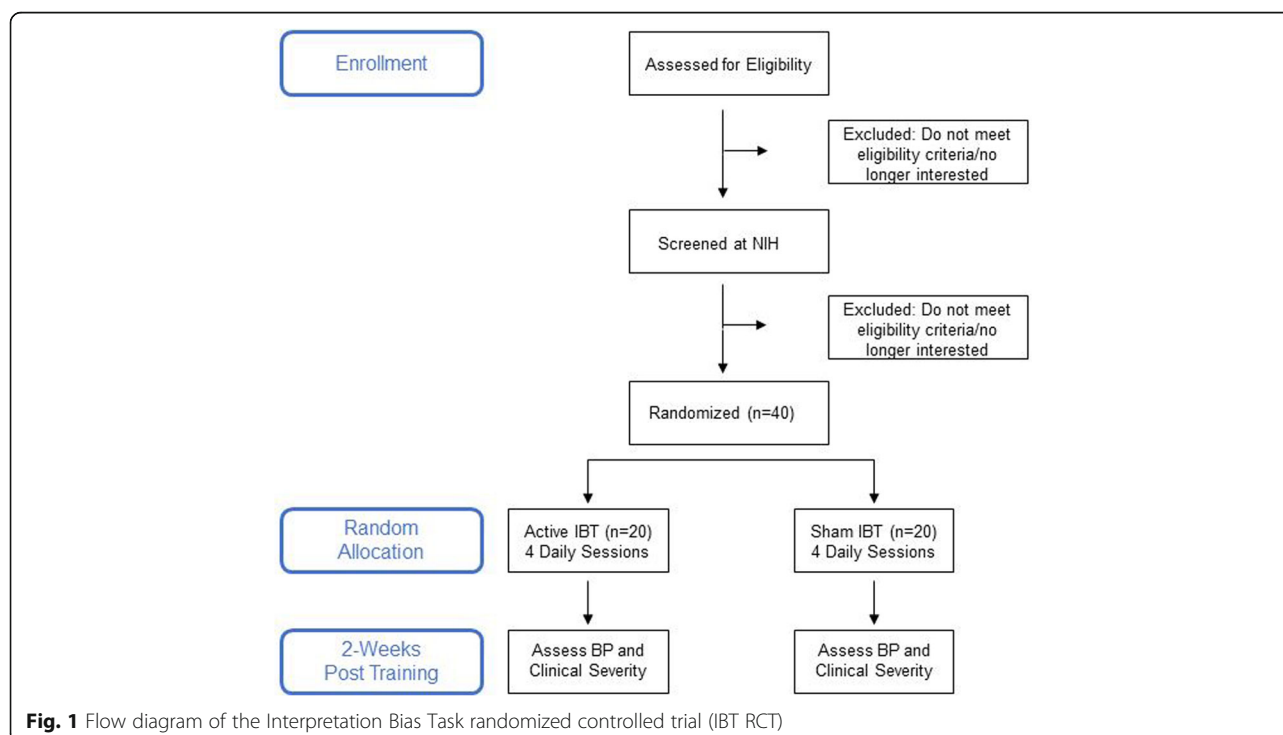 Enrollment
Assessed for Eligibility
Excluded: Do not meet
eligibility criteria/no
longer interested
Screened at NIH
Excluded: Do not meet
eligibility criteria/no
longer interested
Randomized (n=40)
Random
Allocation
Active IBT (n=20)
4 Daily Sessions
Sham IBT (n=20)
4 Daily Sessions
2-Weeks
Post Training
Assess BP and
Clinical Severity
Assess BP and
Clinical Severity
Fig. 1 Flow diagram of the Interpretation Bias Task randomized controlled trial (IBT RCT)